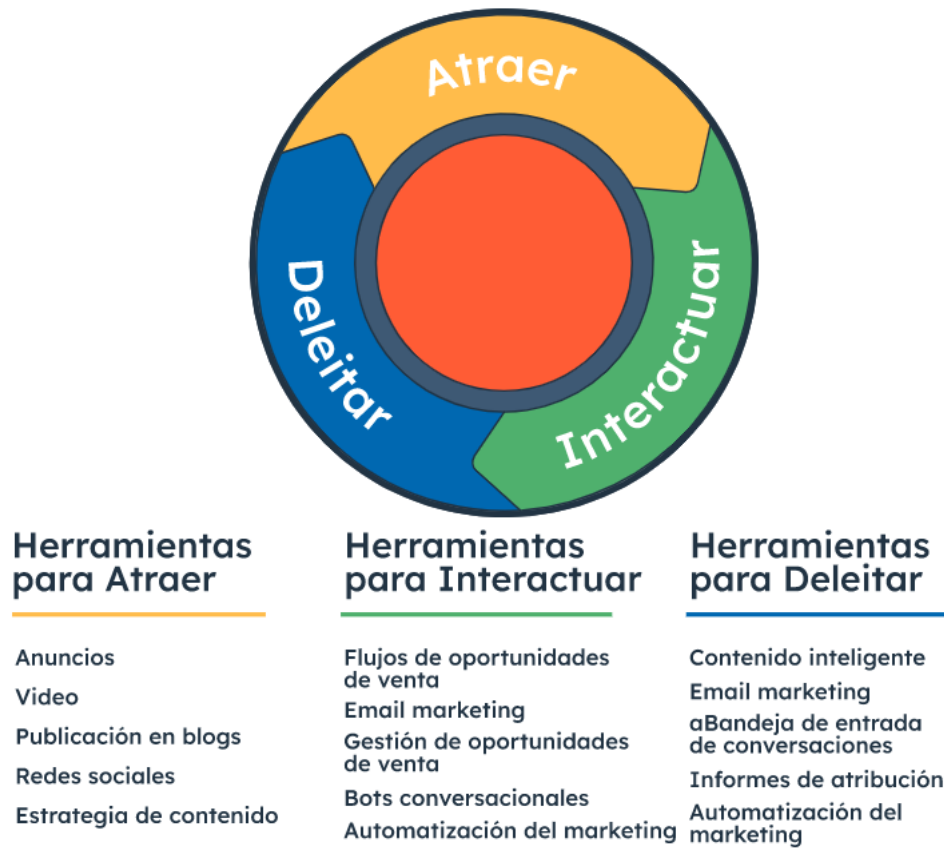 Atraer
Interactuar
Deleitar
Herramientas
para Atraer
Anuncios
Video
Publicación en blogs
Redes sociales
Estrategia de contenido
Herramientas
para Interactuar
Flujos de oportunidades
de venta
Email marketing
Gestión de oportunidades
de venta
Bots conversacionales
Automatización del marketing
Herramientas
para Deleitar
Contenido inteligente
Email marketing
aBandeja de entrada
de conversaciones
Informes de atribución
Automatización del
marketing